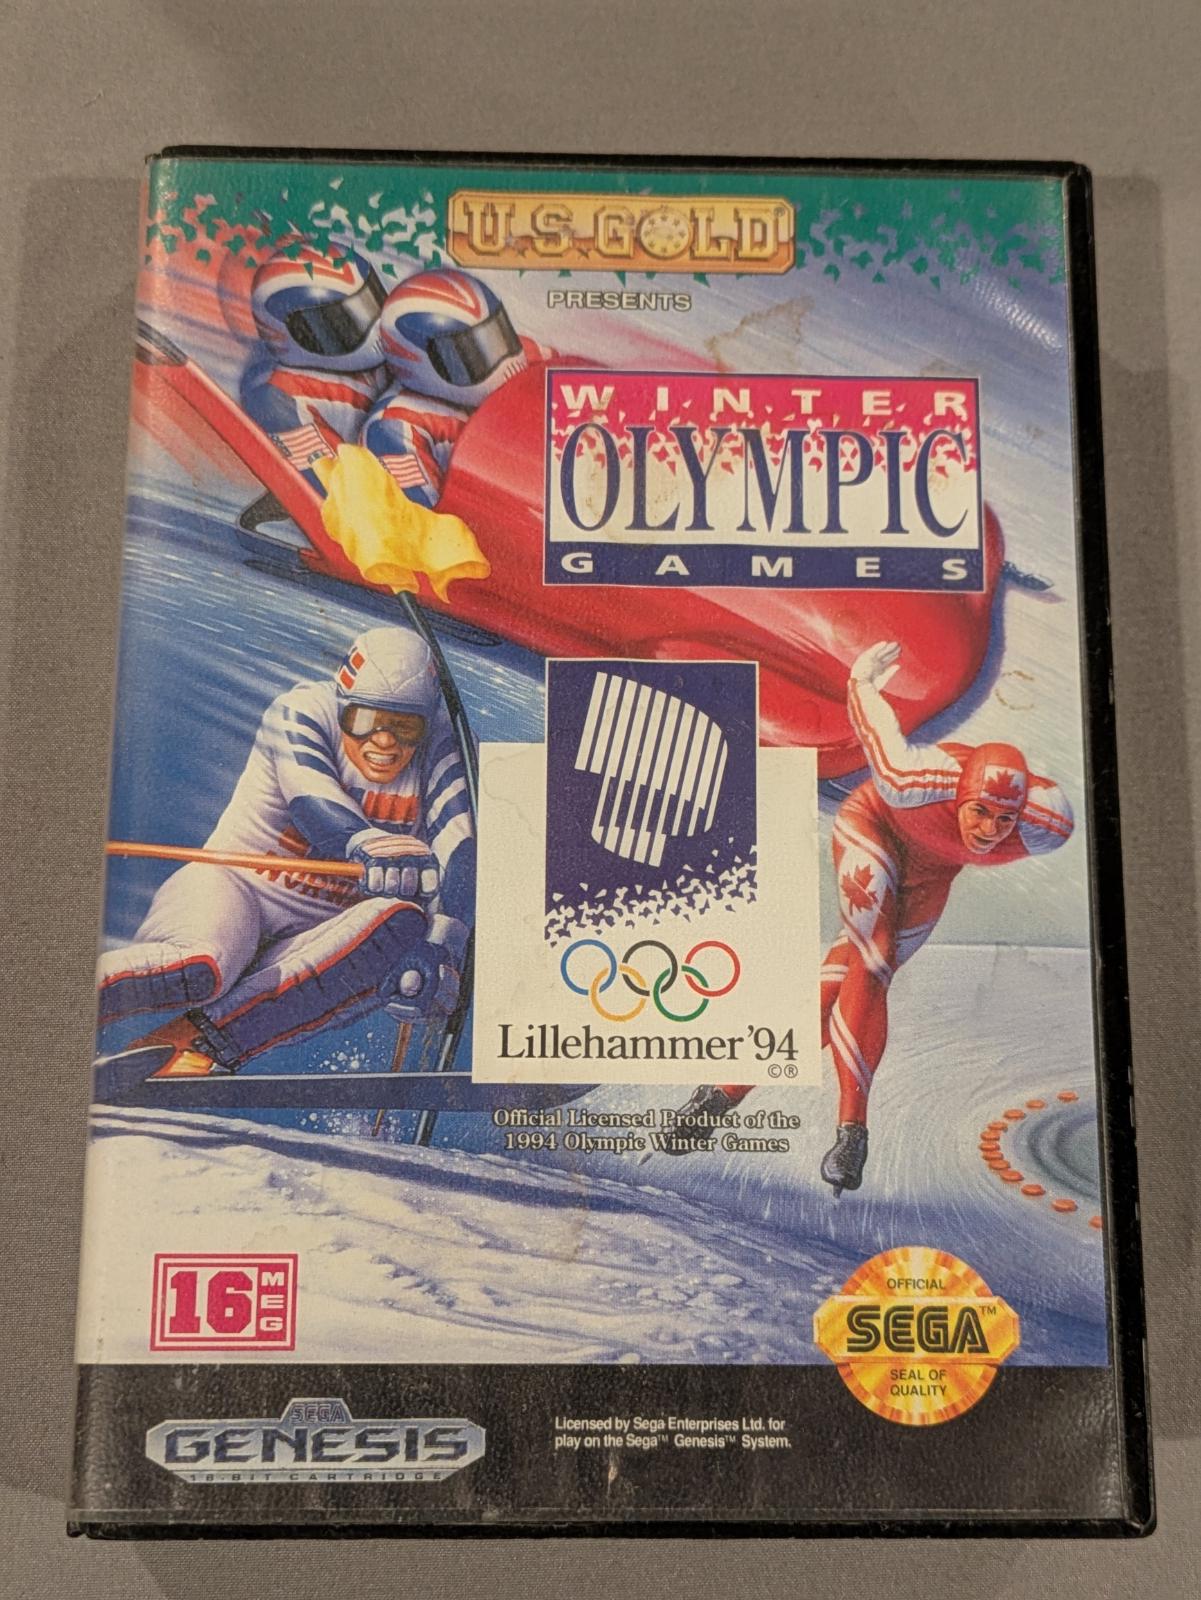 U.S. GOLD®
PRESENTS
WINTER
OLYMPIC
GAMES
NORWAY
Lillehammer '94
©®
Official Licensed Product of the
1994 Olympic Winter Games
16 MEG
OFFICIAL
SEGA™
SEAL OF
QUALITY
SEGA
GENESIS
16-BIT CARTRIDGE
Licensed by Sega Enterprises Ltd. for
play on the Sega™ Genesis™ System.